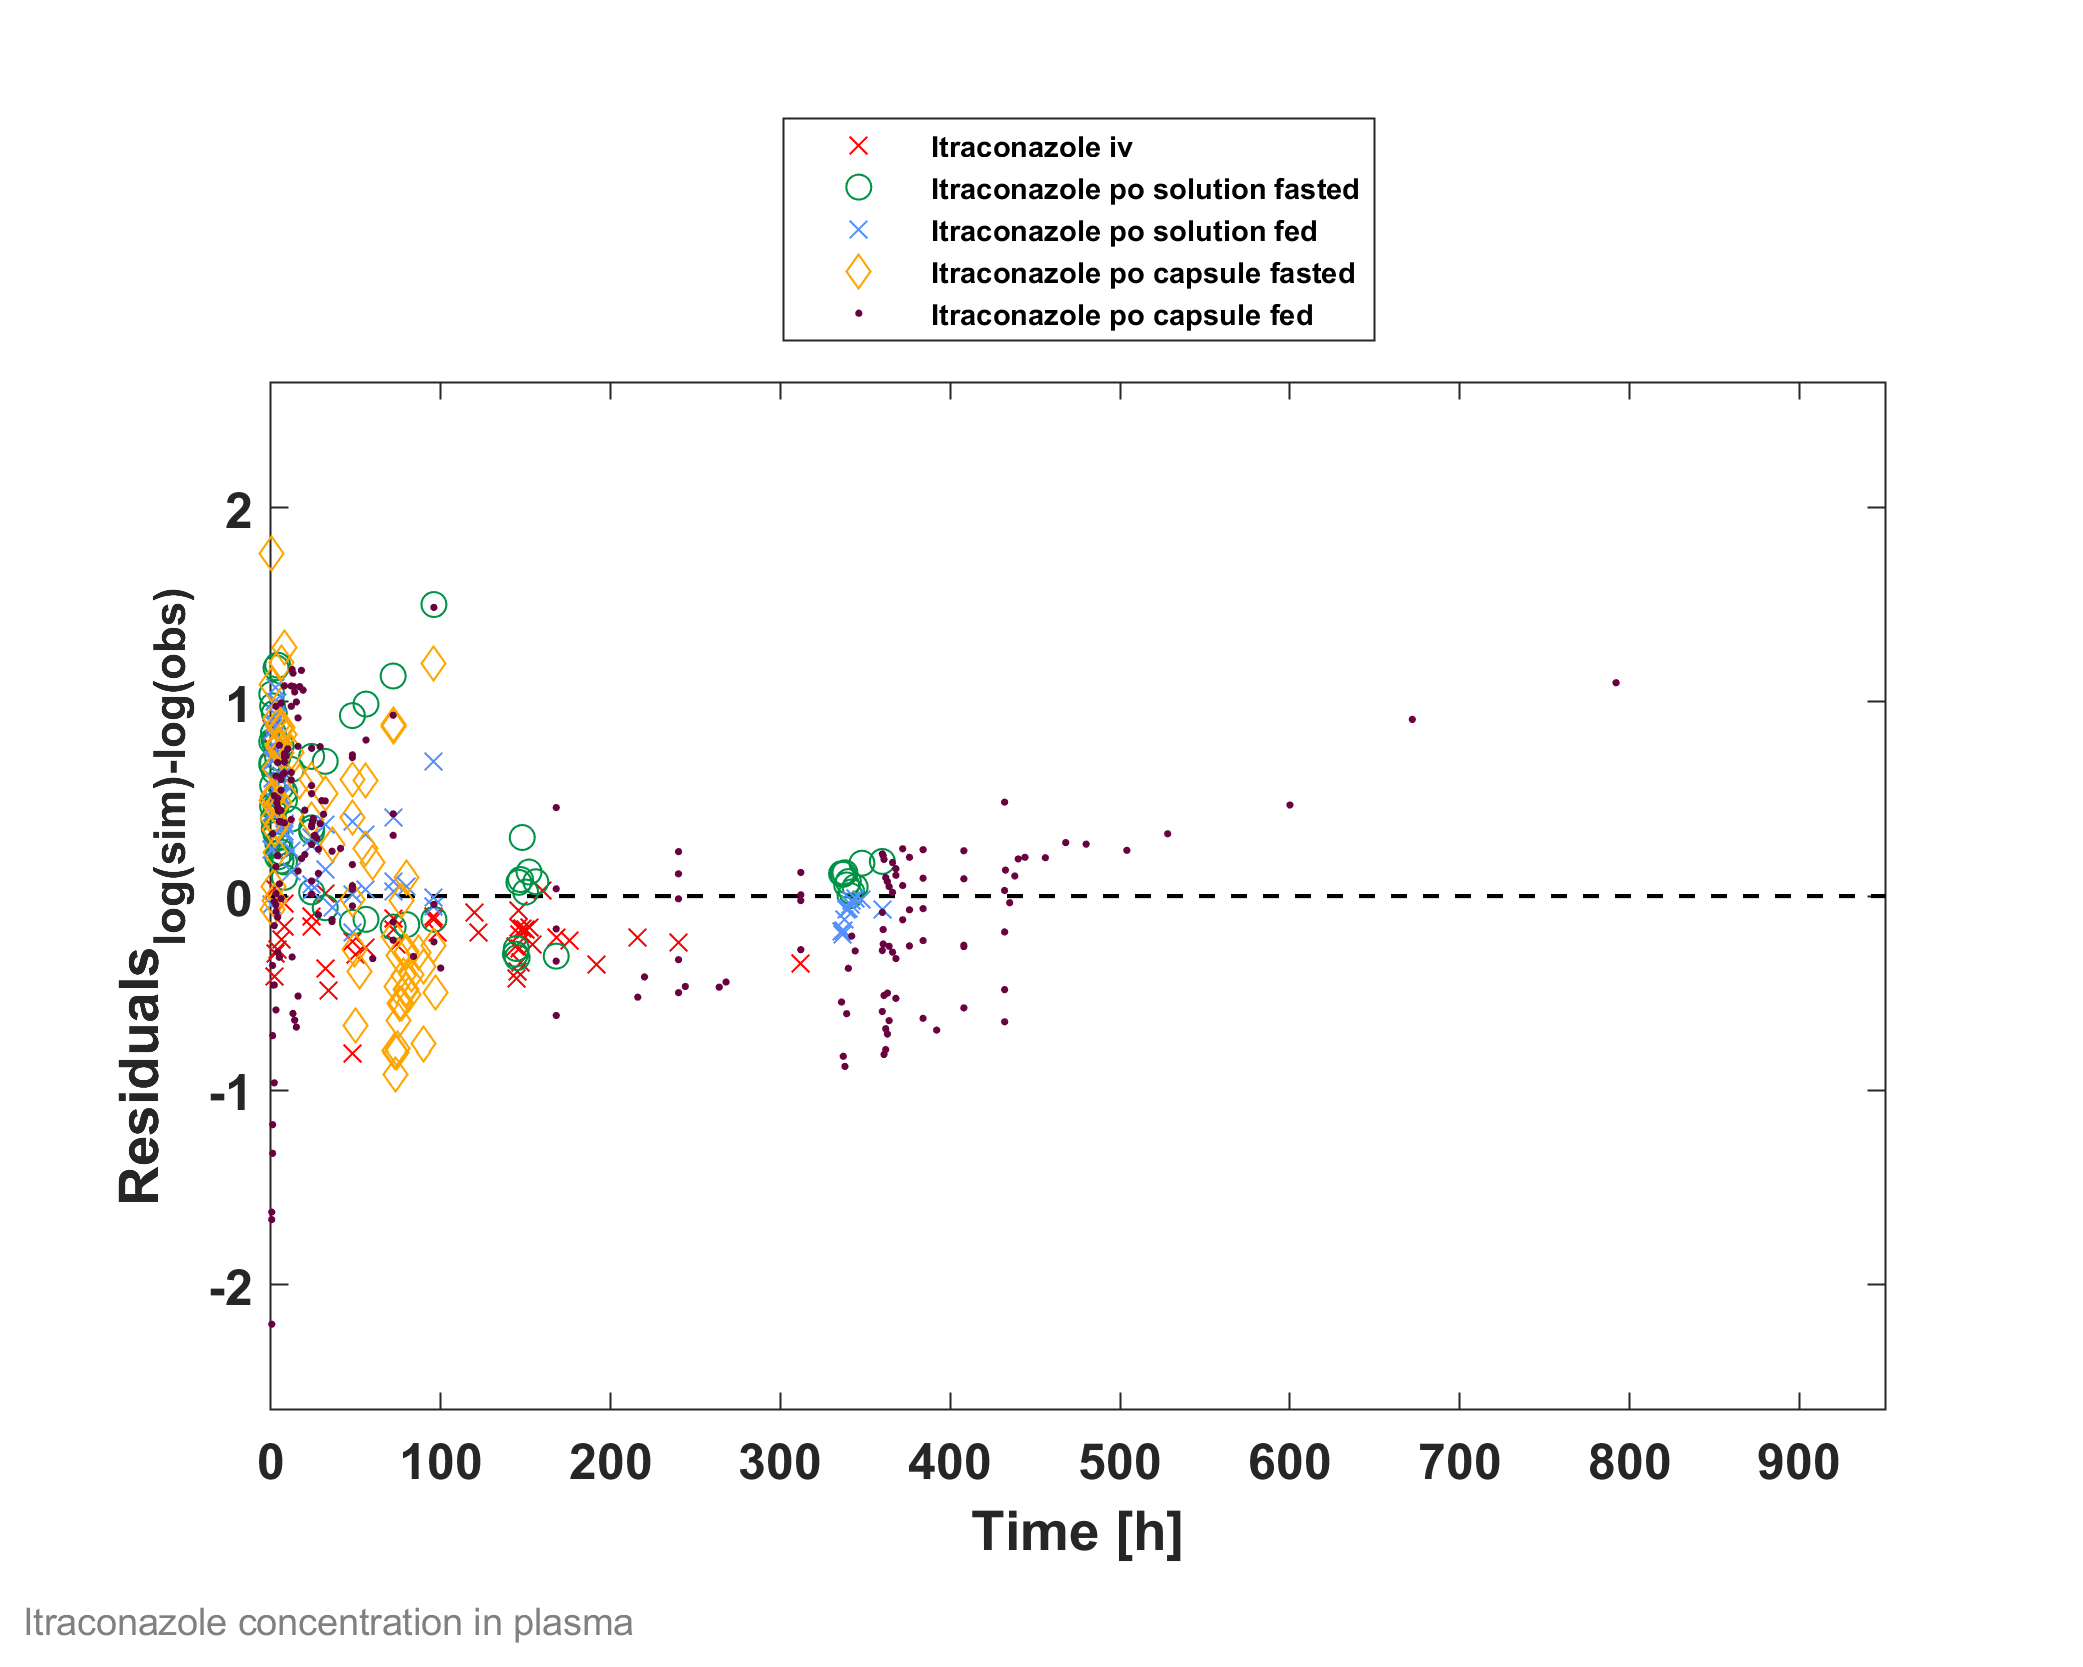 Itraconazole iv
Itraconazole po solution fasted
Itraconazole po solution fed
Itraconazole po capsule fasted
Itraconazole po capsule fed
2
1
0
-1
-2
Residuals
log(sim)-log(obs)
0 100 200 300 400 500 600 700 800 900
Time [h]
Itraconazole concentration in plasma